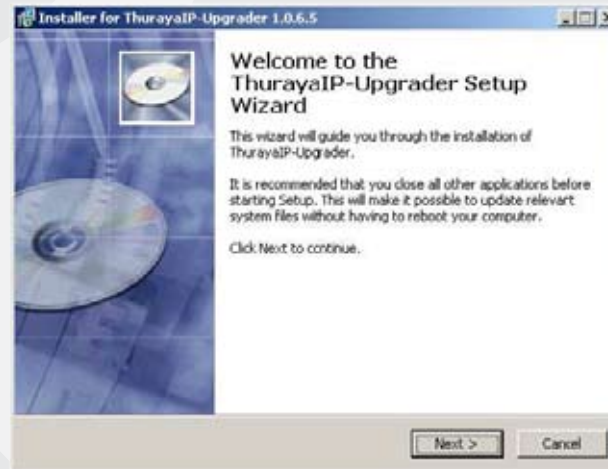 Installer for ThurayaIP-Upgrader 1.0.6.5
Welcome to the
ThurayaIP-Upgrader Setup
Wizard
This wizard will guide you through the installation of
ThurayaIP-Upgrader.
It is recommended that you close all other applications before
starting Setup. This will make it possible to update relevant
system files without having to reboot your computer.
Click Next to continue.
Next >
Cancel